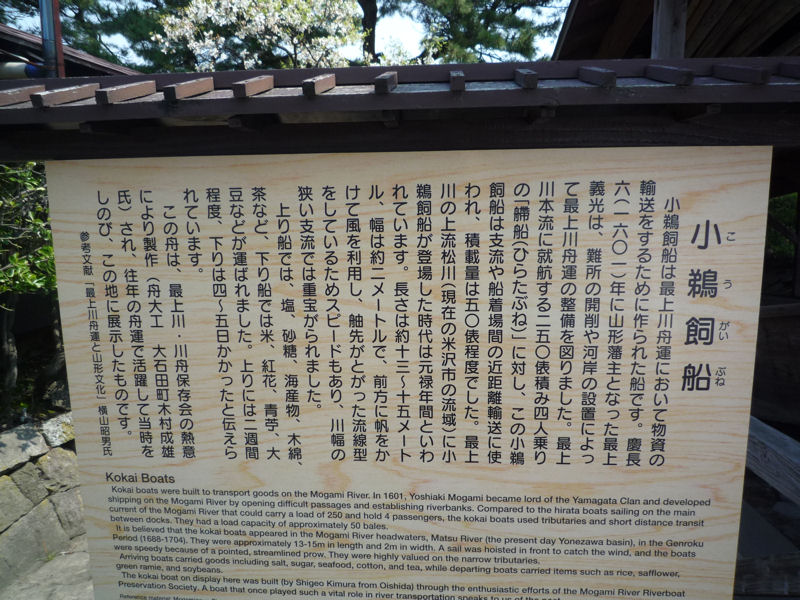 小鵜飼船
こ う がい ぶね
小鵜飼船は最上川舟運において物資の
輸送をするために作られた船です。慶長
六(一六〇一)年に山形藩主となった最上
義光は、難所の開削や河岸の設置によっ
て最上川舟運の整備を図りました。最上
川本流に就航する二五〇俵積み四人乗り
の「艜船(ひらたぶね)」に対し、この小鵜
飼船は支流や船着場間の近距離輸送に使
われ、積載量は五〇俵程度でした。最上
川の上流松川(現在の米沢市の流域)に小
鵜飼船が登場した時代は元禄年間といわ
れています。長さは約十三～十五メート
ル、幅は約二メートルで、前方に帆をか
けて風を利用し、舳先がとがった流線型
をしているためスピードもあり、川幅の
狭い支流では重宝がられました。
上り船では、塩、砂糖、海産物、木綿、
茶など、下り船では米、紅花、青苧、大
豆などが運ばれました。上りには二週間
程度、下りは四～五日かかったと伝えら
れています。
この舟は、最上川・川舟保存会の熱意
により製作(舟大工 大石田町木村成雄
氏)され、往年の舟運で活躍して当時を
しのび、この地に展示したものです。
参考文献「最上川舟運と山形文化」横山昭男氏
Kokai Boats
Kokai boats were built to transport goods on the Mogami River. In 1601, Yoshiaki Mogami became lord of the Yamagata Clan and developed
shipping on the Mogami River by opening difficult passages and establishing riverbanks. Compared to the hirata boats sailing on the main
current of the Mogami River that could carry a load of 250 and hold 4 passengers, the kokai boats used tributaries and short distance transit
between docks. They had a load capacity of approximately 50 bales.
It is believed that the kokai boats appeared in the Mogami River headwaters, Matsu River (the present day Yonezawa basin), in the Genroku
Period (1688-1704). They were approximately 13-15m in length and 2m in width. A sail was hoisted in front to catch the wind, and the boats
were speedy because of a pointed, streamlined prow. They were highly valued on the narrow tributaries.
Arriving boats carried goods including salt, sugar, seafood, cotton, and tea, while departing boats carried items such as rice, safflower,
green ramie, and soybeans.
The kokai boat on display here was built (by Shigeo Kimura from Oishida) through the enthusiastic efforts of the Mogami River Riverboat
Preservation Society. A boat that once played such a vital role in river transportation speaks to us of the past.
Reference material: